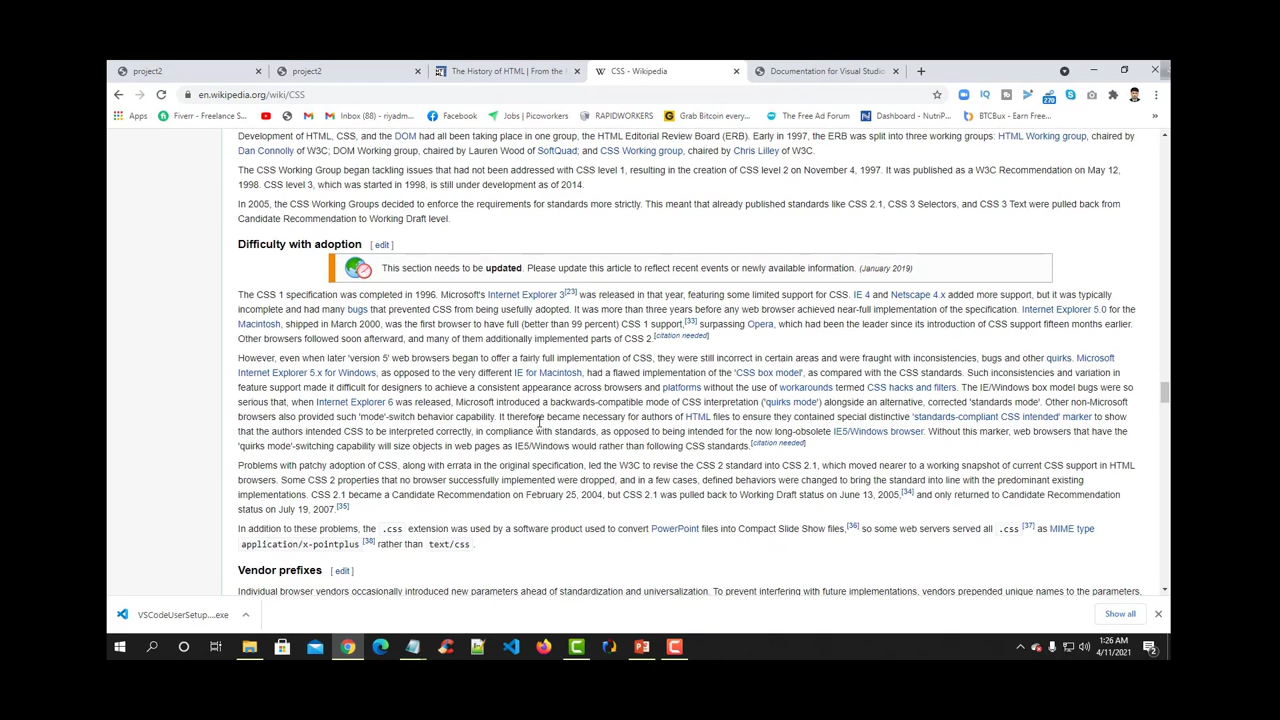 project2
project2
The History of HTML | From the
CSS - Wikipedia
Documentation for Visual Studio
en.wikipedia.org/wiki/CSS
270
Apps
Fiverr - Freelance S...
Inbox (88) - riyadm...
Facebook
Jobs | Picoworkers
RAPIDWORKERS
Grab Bitcoin every...
The Free Ad Forum
Dashboard - NutriP...
BTCBux - Earn Free...
Development of HTML, CSS, and the DOM had all been taking place in one group, the HTML Editorial Review Board (ERB). Early in 1997, the ERB was split into three working groups: HTML Working group, chaired by
Dan Connolly of W3C; DOM Working group, chaired by Lauren Wood of SoftQuad; and CSS Working group, chaired by Chris Lilley of W3C.
The CSS Working Group began tackling issues that had not been addressed with CSS level 1, resulting in the creation of CSS level 2 on November 4, 1997. It was published as a W3C Recommendation on May 12,
1998. CSS level 3, which was started in 1998, is still under development as of 2014.
In 2005, the CSS Working Groups decided to enforce the requirements for standards more strictly. This meant that already published standards like CSS 2.1, CSS 3 Selectors, and CSS 3 Text were pulled back from
Candidate Recommendation to Working Draft level.
Difficulty with adoption [ edit ]
This section needs to be updated. Please update this article to reflect recent events or newly available information. (January 2019)
The CSS 1 specification was completed in 1996. Microsoft's Internet Explorer 3[23] was released in that year, featuring some limited support for CSS. IE 4 and Netscape 4.x added more support, but it was typically
incomplete and had many bugs that prevented CSS from being usefully adopted. It was more than three years before any web browser achieved near-full implementation of the specification. Internet Explorer 5.0 for the
Macintosh, shipped in March 2000, was the first browser to have full (better than 99 percent) CSS 1 support,[33] surpassing Opera, which had been the leader since its introduction of CSS support fifteen months earlier.
Other browsers followed soon afterward, and many of them additionally implemented parts of CSS 2.[citation needed]
However, even when later 'version 5' web browsers began to offer a fairly full implementation of CSS, they were still incorrect in certain areas and were fraught with inconsistencies, bugs and other quirks. Microsoft
Internet Explorer 5.x for Windows, as opposed to the very different IE for Macintosh, had a flawed implementation of the 'CSS box model', as compared with the CSS standards. Such inconsistencies and variation in
feature support made it difficult for designers to achieve a consistent appearance across browsers and platforms without the use of workarounds termed CSS hacks and filters. The IE/Windows box model bugs were so
serious that, when Internet Explorer 6 was released, Microsoft introduced a backwards-compatible mode of CSS interpretation ('quirks mode') alongside an alternative, corrected 'standards mode'. Other non-Microsoft
browsers also provided such 'mode'-switch behavior capability. It therefore became necessary for authors of HTML files to ensure they contained special distinctive 'standards-compliant CSS intended' marker to show
that the authors intended CSS to be interpreted correctly, in compliance with standards, as opposed to being intended for the now long-obsolete IE5/Windows browser. Without this marker, web browsers that have the
'quirks mode'-switching capability will size objects in web pages as IE5/Windows would rather than following CSS standards.[citation needed]
Problems with patchy adoption of CSS, along with errata in the original specification, led the W3C to revise the CSS 2 standard into CSS 2.1, which moved nearer to a working snapshot of current CSS support in HTML
browsers. Some CSS 2 properties that no browser successfully implemented were dropped, and in a few cases, defined behaviors were changed to bring the standard into line with the predominant existing
implementations. CSS 2.1 became a Candidate Recommendation on February 25, 2004, but CSS 2.1 was pulled back to Working Draft status on June 13, 2005,[34] and only returned to Candidate Recommendation
status on July 19, 2007.[35]
In addition to these problems, the .css extension was used by a software product used to convert PowerPoint files into Compact Slide Show files,[36] so some web servers served all .css [37] as MIME type
application/x-pointplus [38] rather than text/css.
Vendor prefixes [ edit ]
Individual browser vendors occasionally introduced new parameters ahead of standardization and universalization. To prevent interfering with future implementations, vendors prepended unique names to the parameters,
VSCodeUserSetup....exe
Show all
1:26 AM
4/11/2021
2